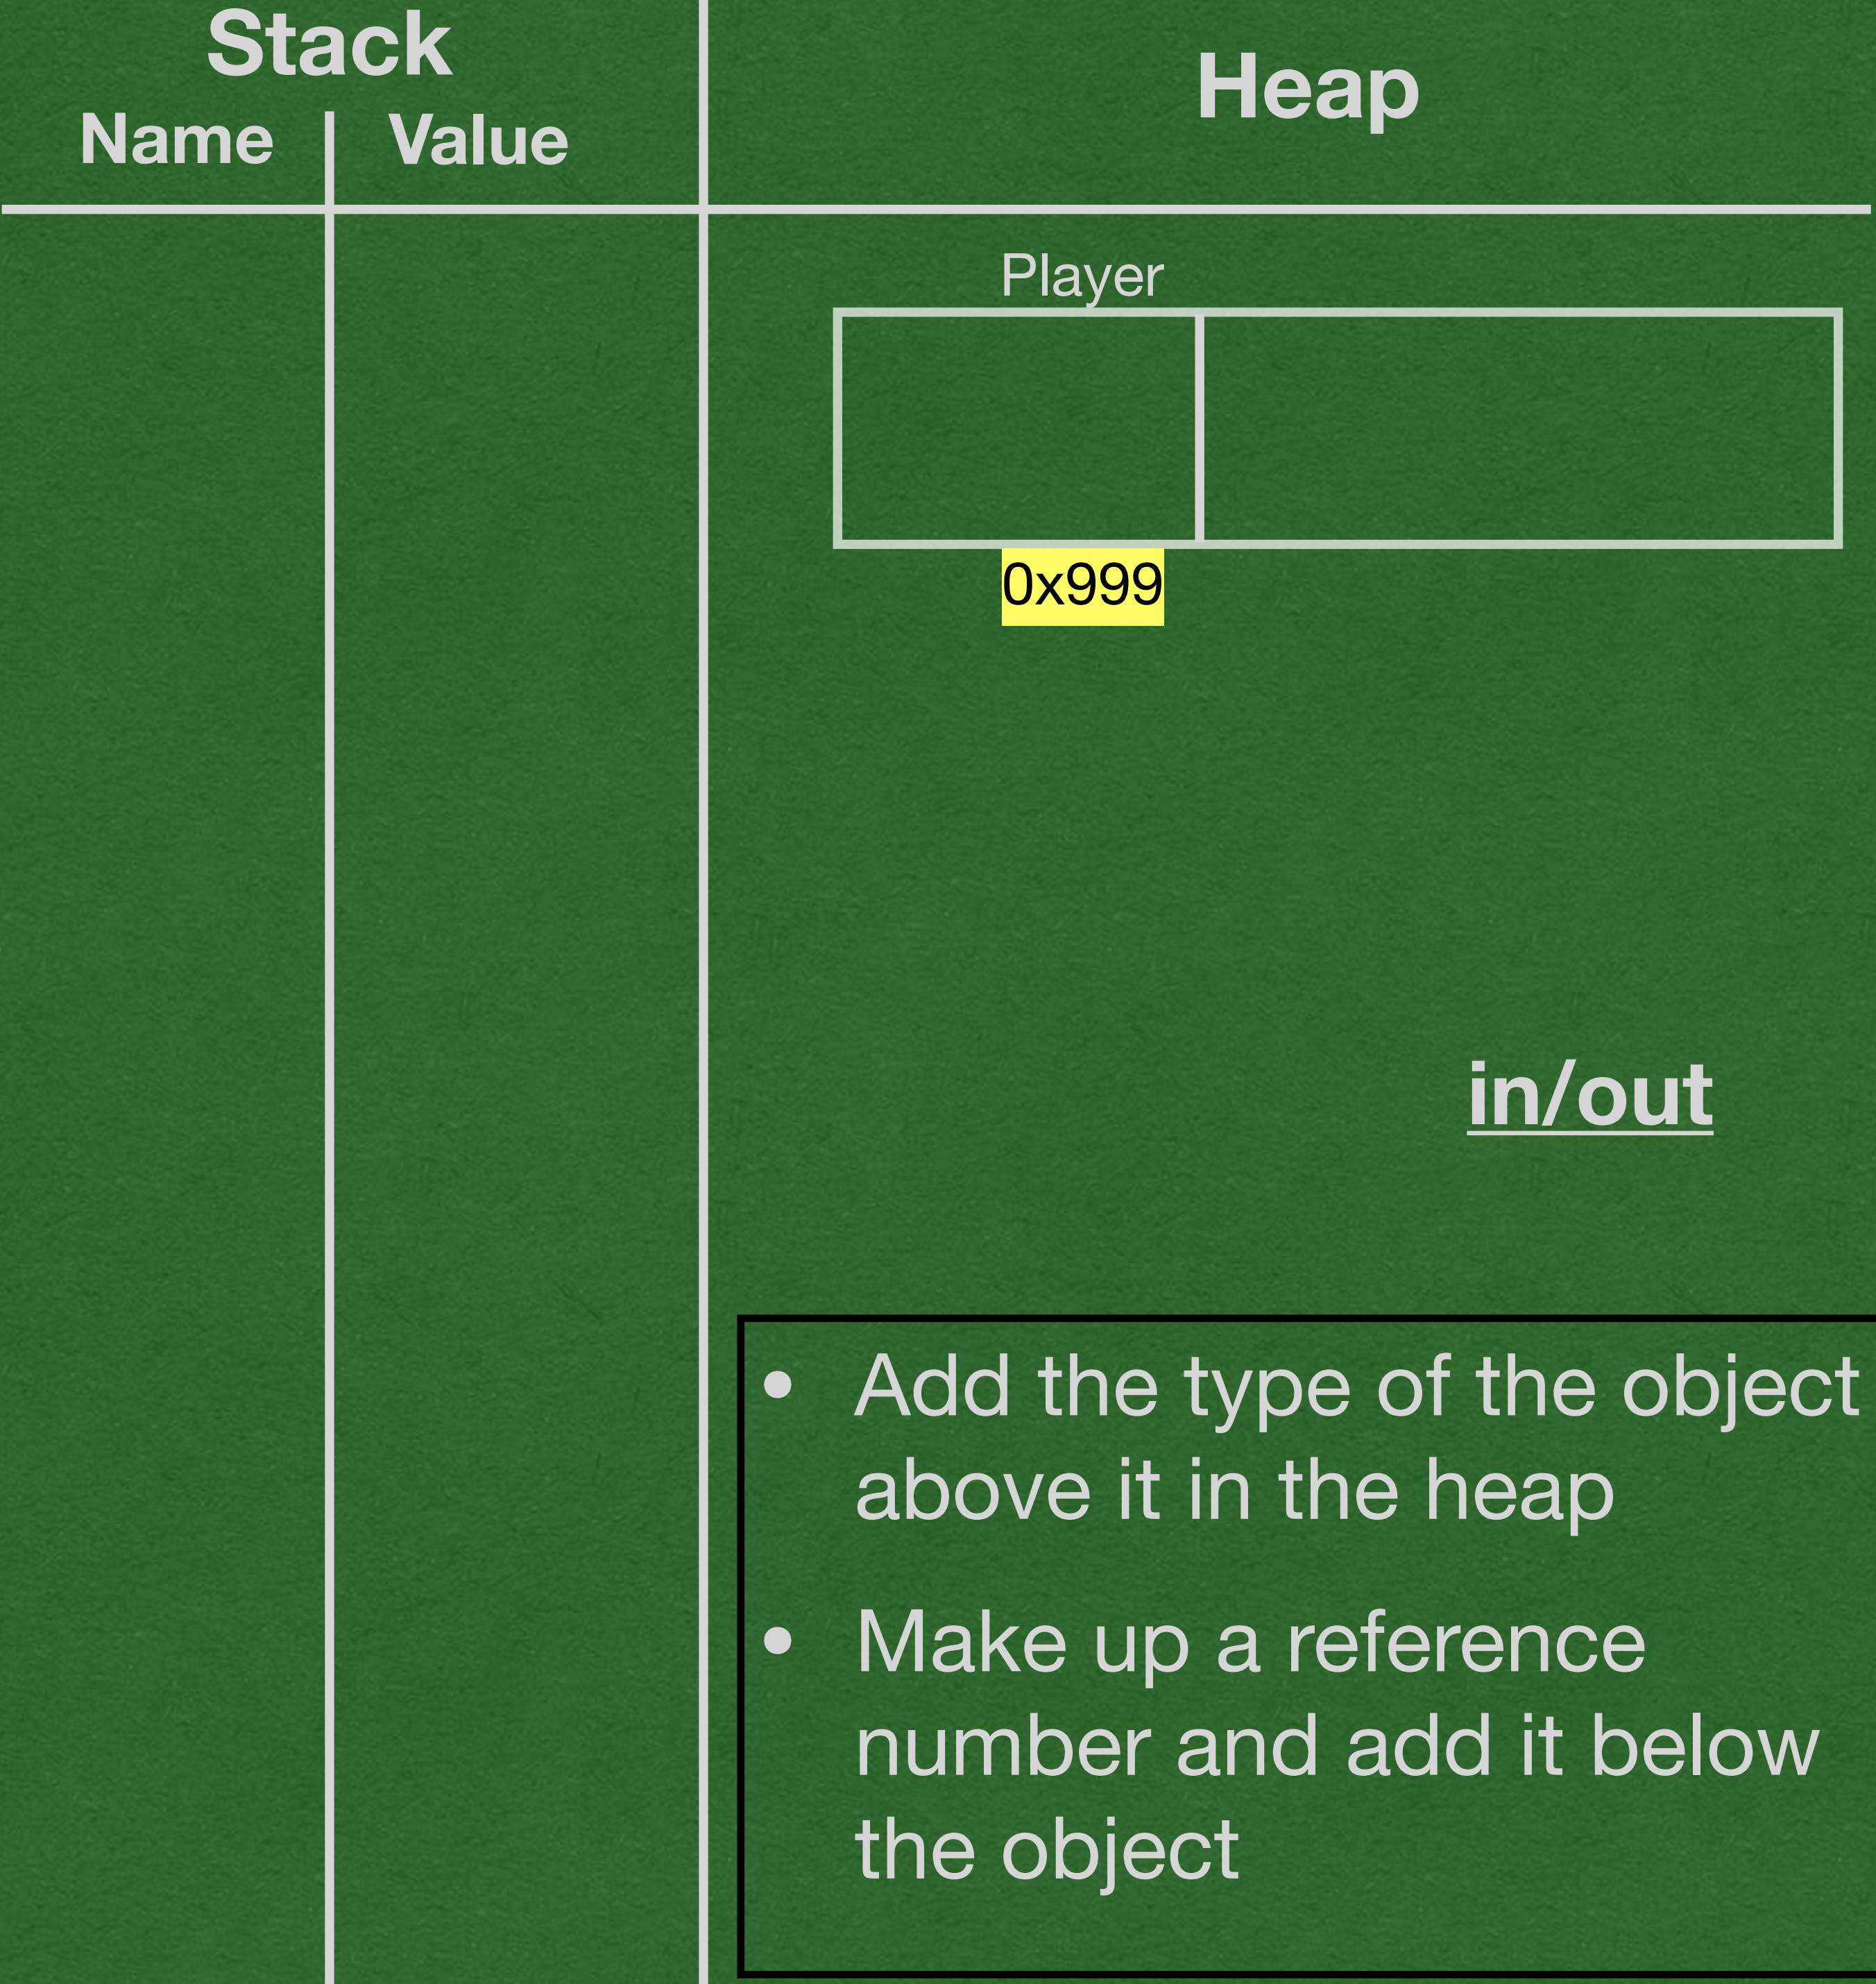 Stack
Heap
Name Value
Player
0x999
in/out
• Add the type of the object
above it in the heap
• Make up a reference
number and add it below
the object